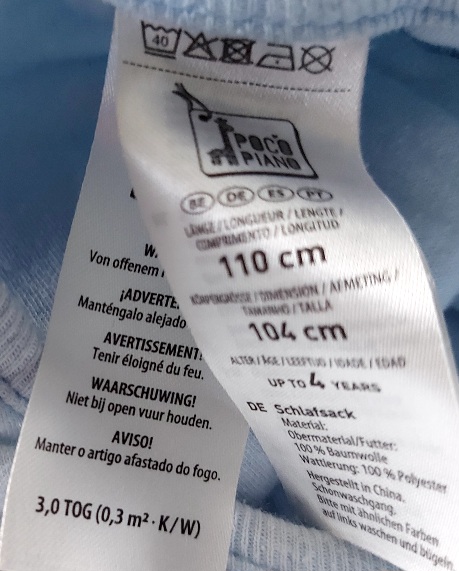 40
POCO
PIANO
BE DE ES PT
LÄNGE/LONGUEUR/LENGTE/
COMPRIMENTO/LONGITUD
110 cm
KÖRPERGRÖSSE/DIMENSION/AFMETING/
TAMANHO/TALLA
104 cm
ALTER/ÂGE/LEEFTIJD/IDADE/EDAD
UP TO 4 YEARS
DE Schlafsack
Material:
Obermaterial/Futter:
100 % Baumwolle
Wattierung: 100 % Polyester
Hergestellt in China.
Schonwaschgang.
Bitte mit ähnlichen Farben
auf links waschen und bügeln.
Von offenem
¡ADVERTE
Manténgalo alejado
AVERTISSEMENT!
Tenir éloigné du feu.
WAARSCHUWING!
Niet bij open vuur houden.
AVISO!
Manter o artigo afastado do fogo.
3,0 TOG (0,3 m² · K/W)